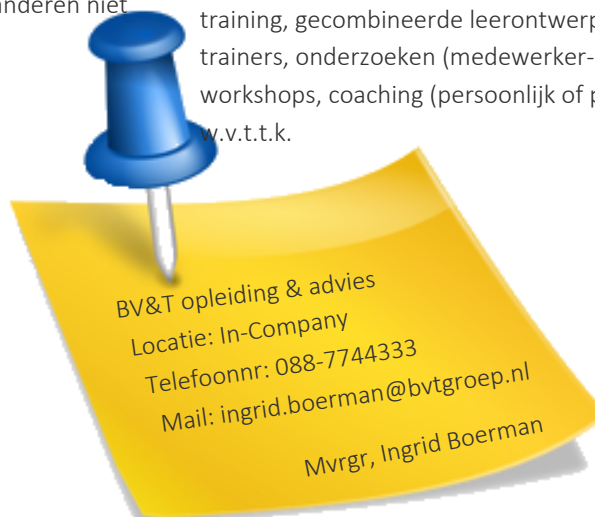 anderen niet
training, gecombineerde leerontwerp
trainers, onderzoeken (medewerker-
workshops, coaching (persoonlijk of p
w.v.t.t.k.
BV&T opleiding & advies
Locatie: In-Company
Telefoonnr: 088-7744333
Mail: ingrid.boerman@bvtgroep.nl
Mvrgr, Ingrid Boerman